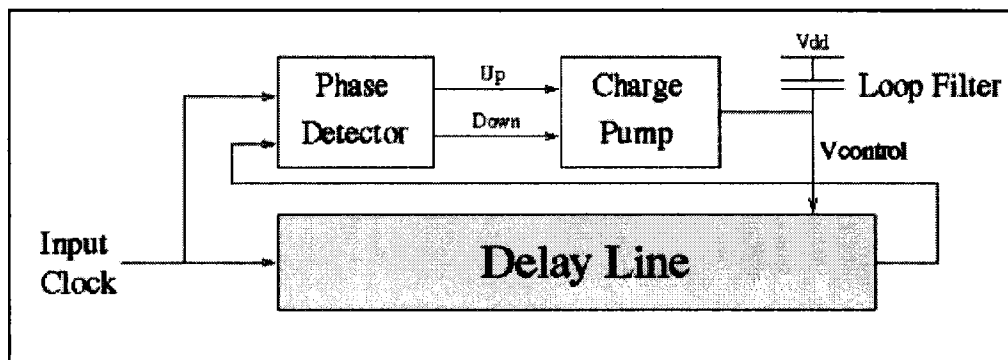 Vdd
Phase
Detector
Up
Down
Charge
Pump
Loop Filter
Vcontrol
Input
Clock
Delay Line